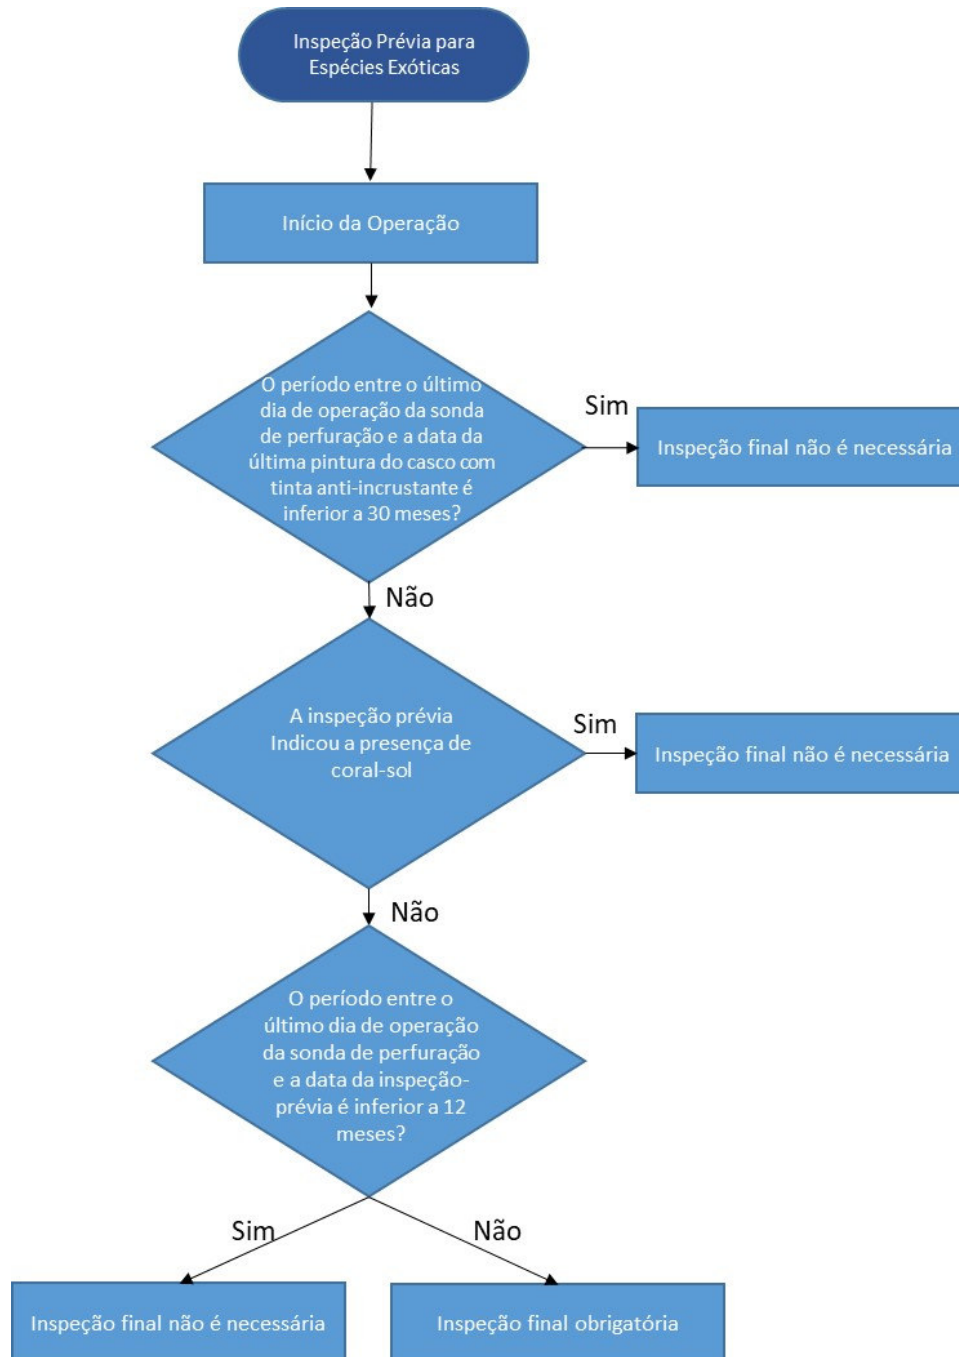 Inspeção Prévia para
Espécies Exóticas
Início da Operação
O período entre o último
dia de operação da sonda
de perfuração e a data da
última pintura do casco com
tinta anti-incrustante é
inferior a 30 meses?
Sim
Inspeção final não é necessária
Não
A inspeção prévia
Indicou a presença de
coral-sol
Sim
Inspeção final não é necessária
Não
O período entre o
último dia de operação
da sonda de perfuração
e a data da inspeção-
prévia é inferior a 12
meses?
Sim
Não
Inspeção final não é necessária
Inspeção final obrigatória